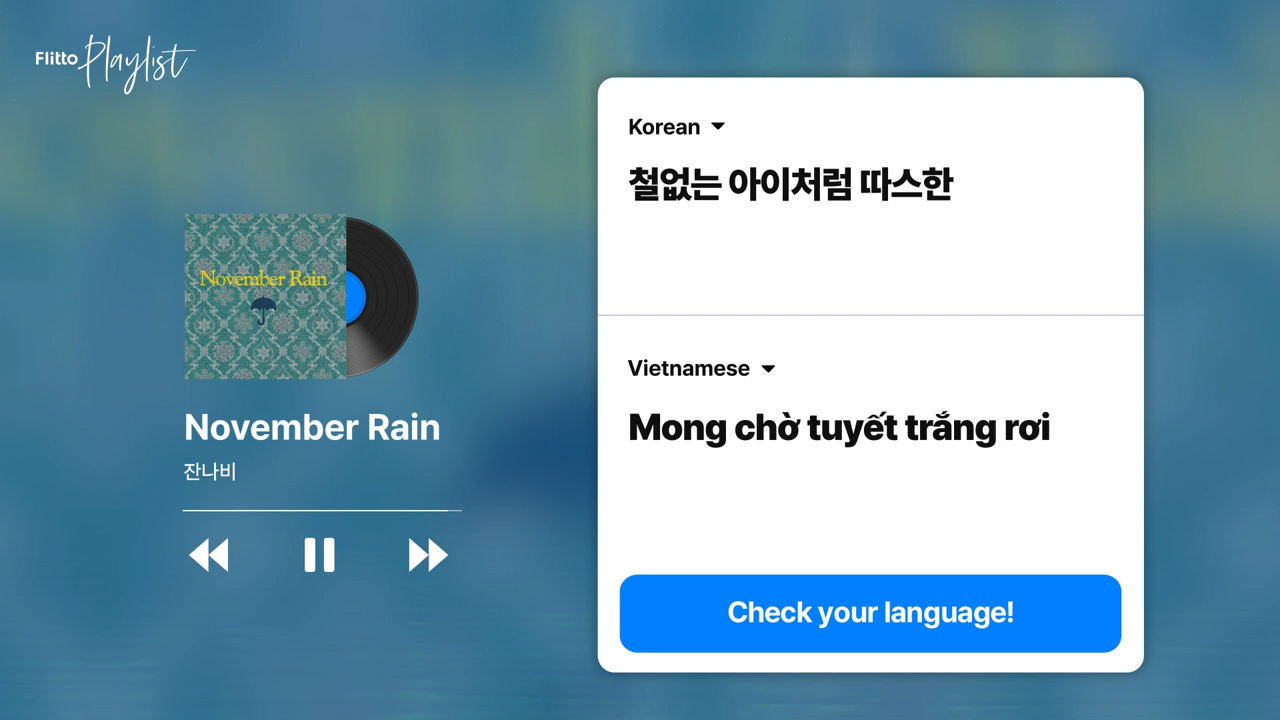 Flitto Playlist
November Rain
November Rain
잔나비
Korean
철없는 아이처럼 따스한
Vietnamese
Mong chờ tuyết trắng rơi
Check your language!